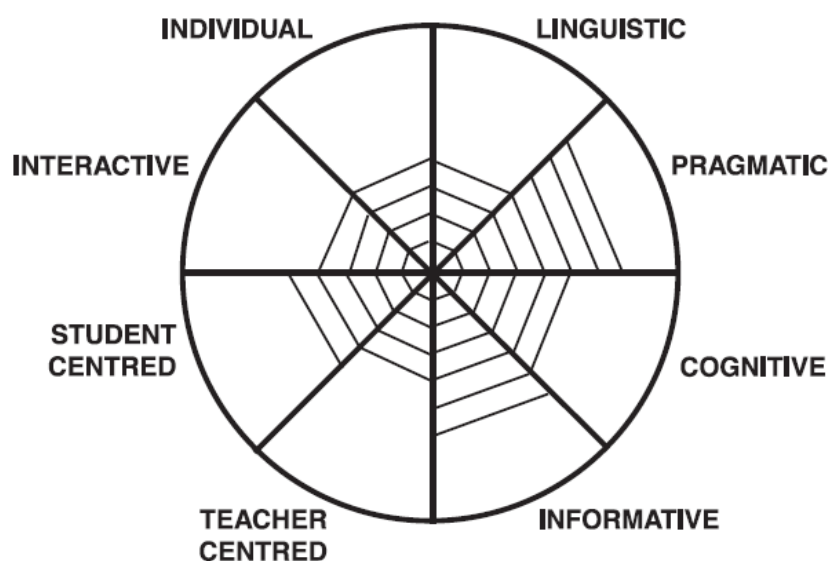 INDIVIDUAL
LINGUISTIC
INTERACTIVE
PRAGMATIC
STUDENT
CENTRED
COGNITIVE
TEACHER
CENTRED
INFORMATIVE